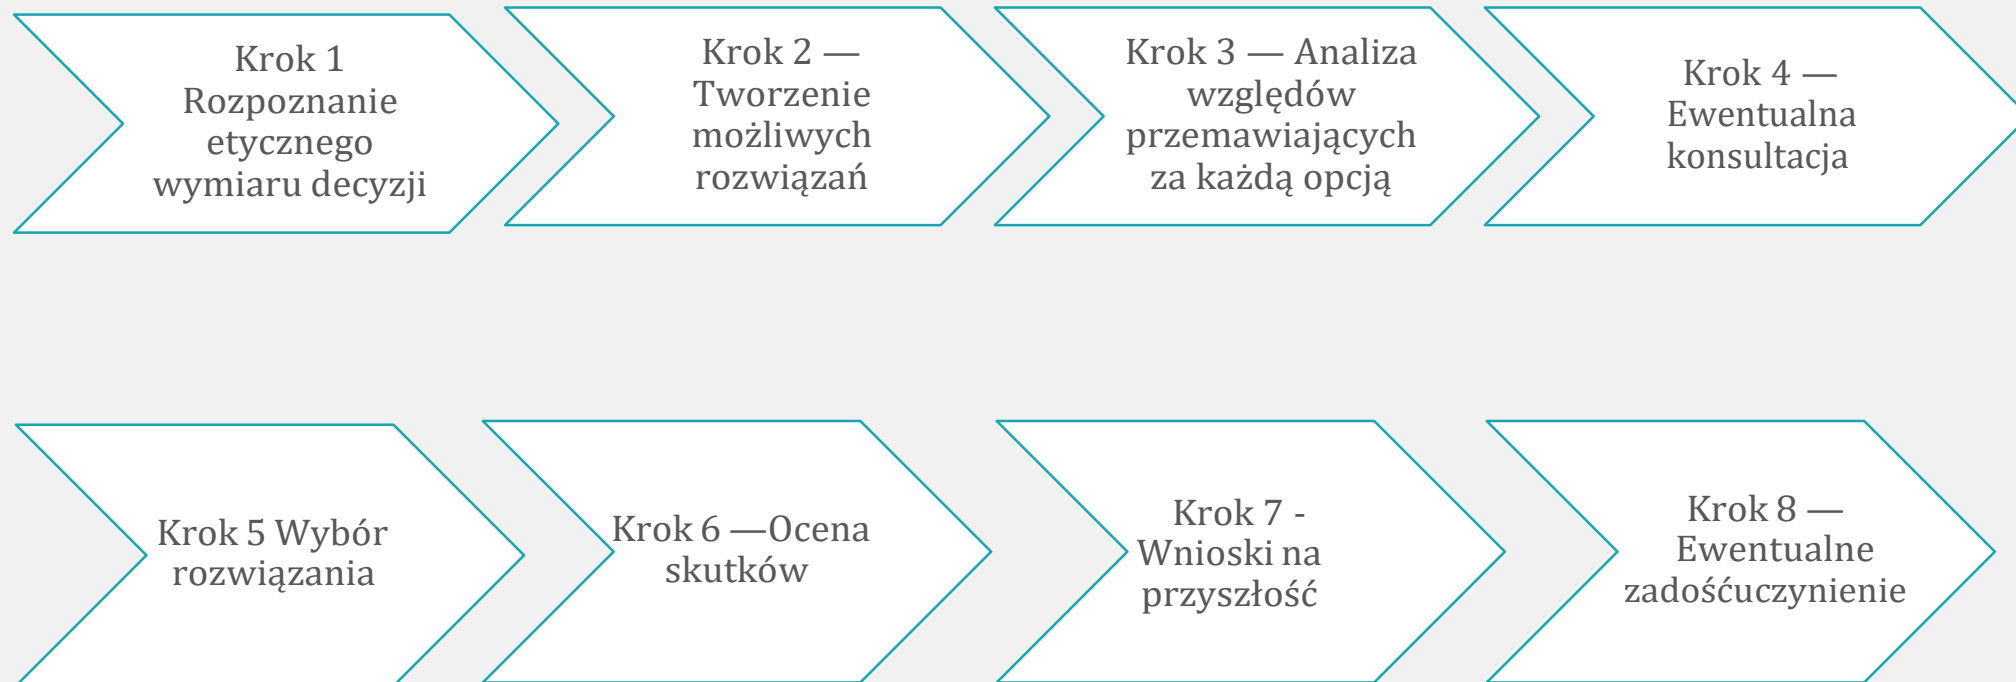 Krok 1
Rozpoznanie
etycznego
wymiaru decyzji
Krok 2 —
Tworzenie
możliwych
rozwiązań
Krok 3 — Analiza
względów
przemawiających
za każdą opcją
Krok 4 —
Ewentualna
konsultacja
Krok 5 Wybór
rozwiązania
Krok 6 —Ocena
skutków
Krok 7 -
Wnioski na
przyszłość
Krok 8 —
Ewentualne
zadośćuczynienie